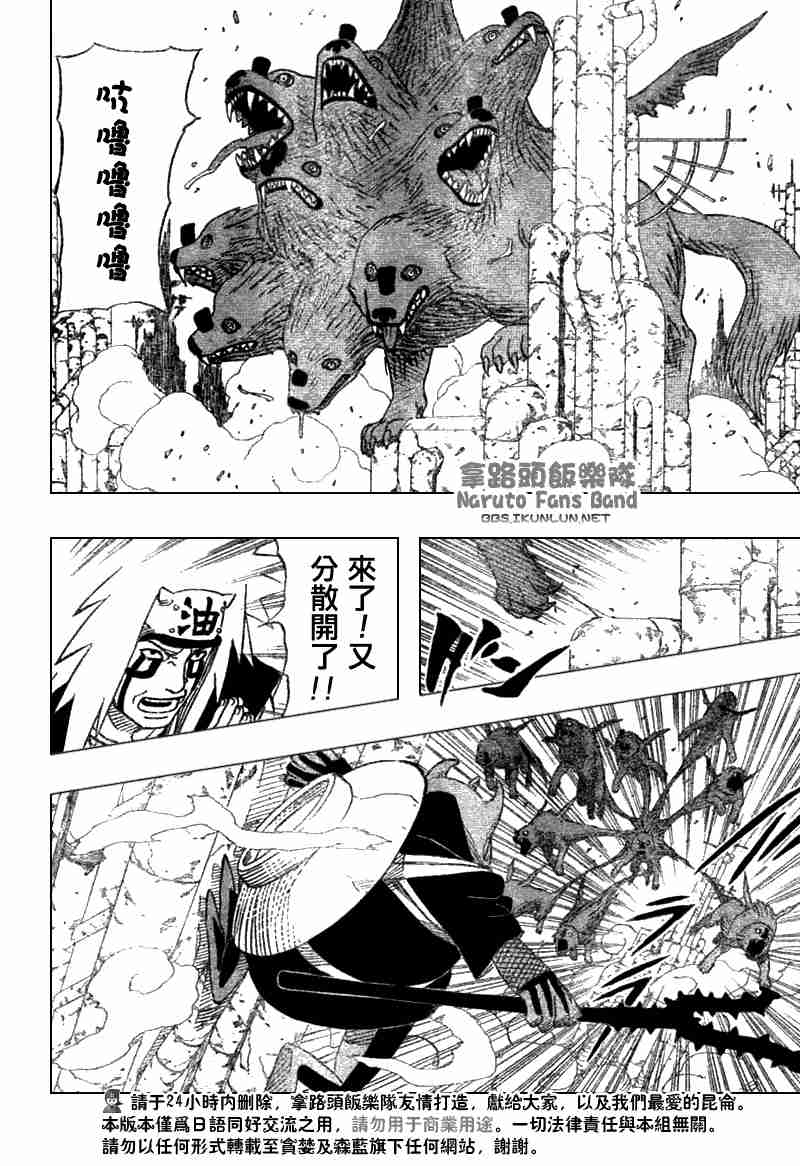 哎嚕嚕嚕嚕
拿路頭飯樂隊
Naruto Fans Band
BBS.IKUNLUN.NET
來了!又
分散開了!!
油
請于24小時內刪除，拿路頭飯樂隊友情打造，獻給大家，以及我們最愛的昆侖。
本版本僅爲日語同好交流之用，請勿用于商業用途。一切法律責任與本組無關。
請勿以任何形式轉載至貪婪及森藍旗下任何網站，謝謝。